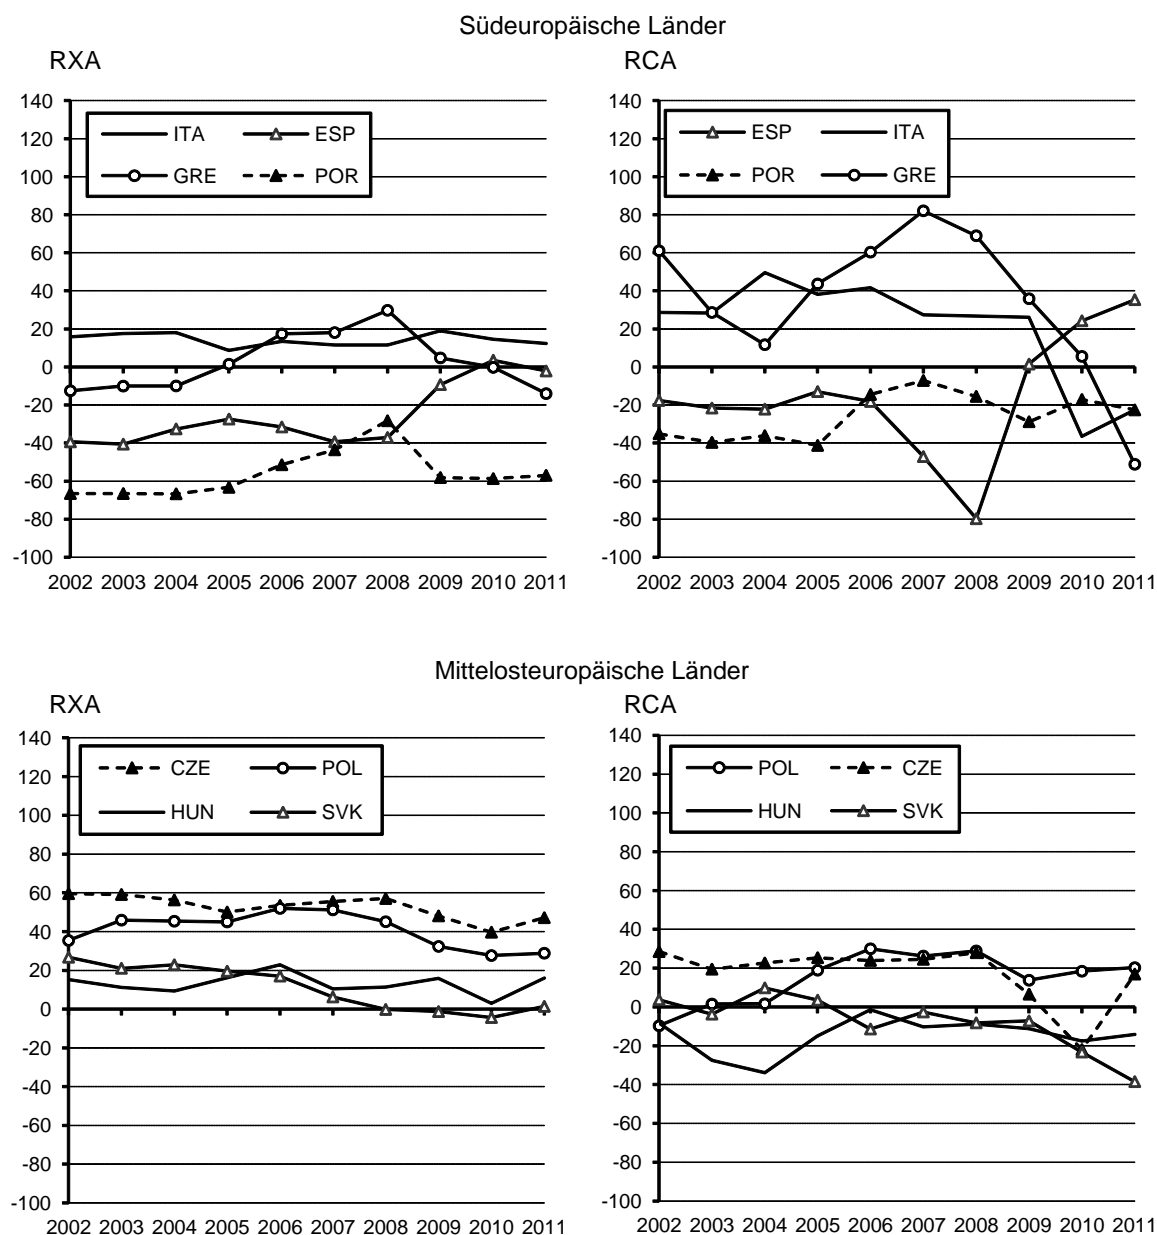 Südeuropäische Länder
RXA RCA
140 140
ITA ESP ESP ITA
120 120
GRE POR POR GRE
100 100
80 80
60 60
40 40
20 20
0 0
-20 -20
-40 -40
-60 -60
-80 -80
-100 -100
2002 2003 2004 2005 2006 2007 2008 2009 2010 2011 2002 2003 2004 2005 2006 2007 2008 2009 2010 2011
Mittelosteuropäische Länder
RXA RCA
140 140
CZE POL POL CZE
120 120
HUN SVK HUN SVK
100 100
80 80
60 60
40 40
20 20
0 0
-20 -20
-40 -40
-60 -60
-80 -80
-100 -100
2002 2003 2004 2005 2006 2007 2008 2009 2010 2011 2002 2003 2004 2005 2006 2007 2008 2009 2010 2011